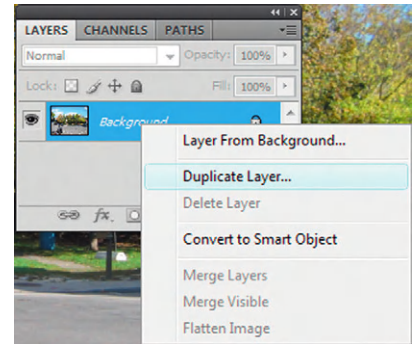 LAYERS CHANNELS PATHS
Normal Opacity: 100%
Lock: Fill: 100%
Background
Layer From Background...
Duplicate Layer...
Delete Layer
Convert to Smart Object
Merge Layers
Merge Visible
Flatten Image
fx.